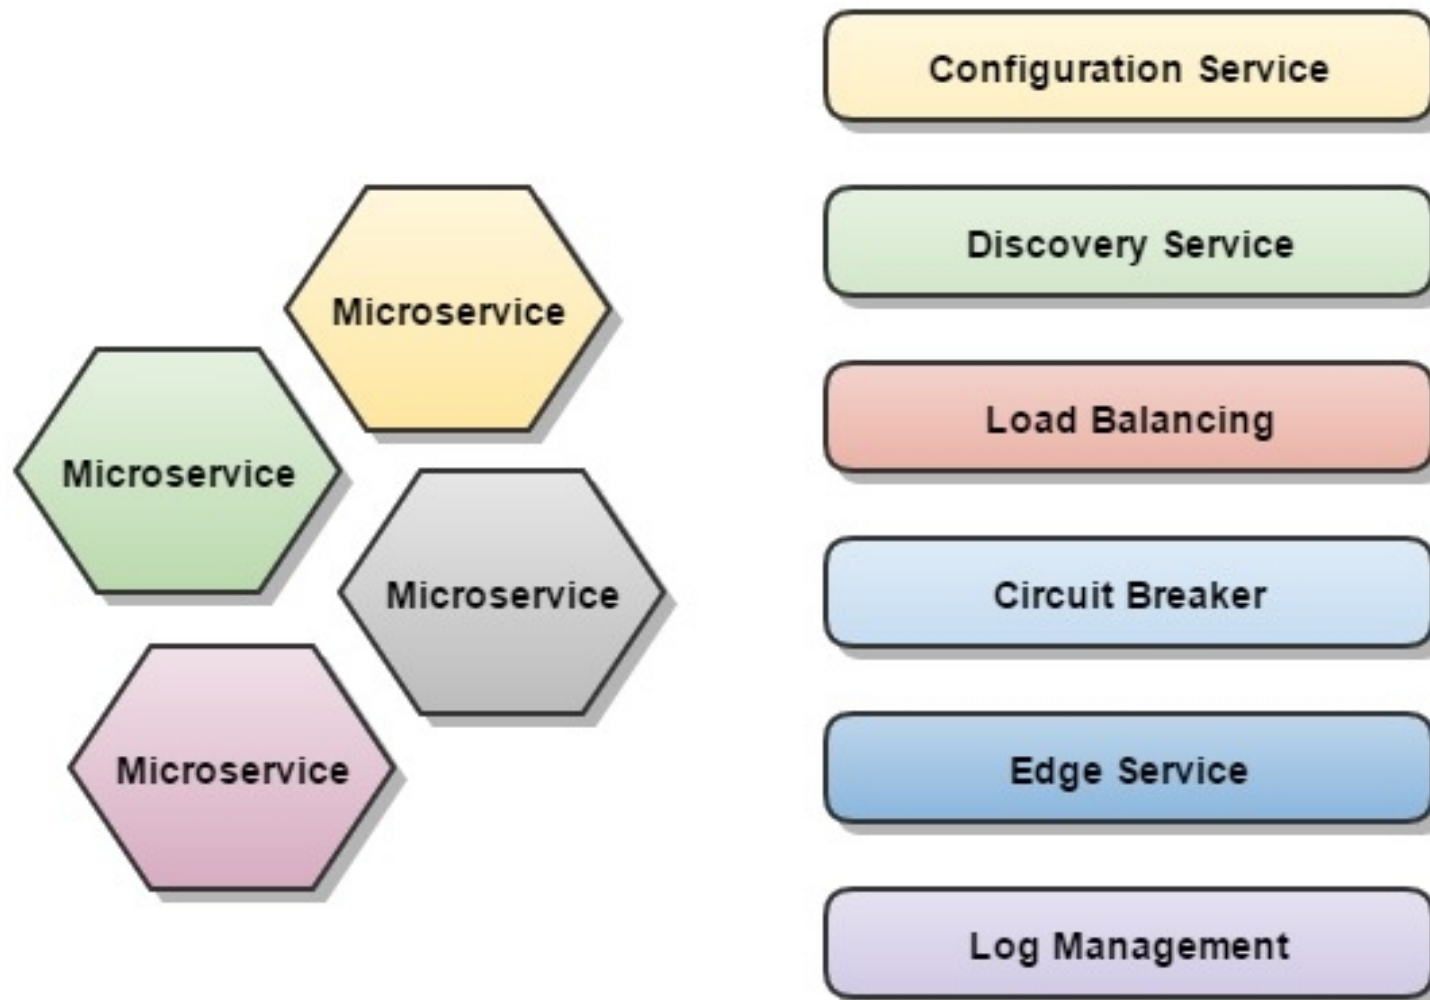 Configuration Service
Discovery Service
Microservice
Load Balancing
Microservice
Microservice
Circuit Breaker
Microservice
Edge Service
Log Management